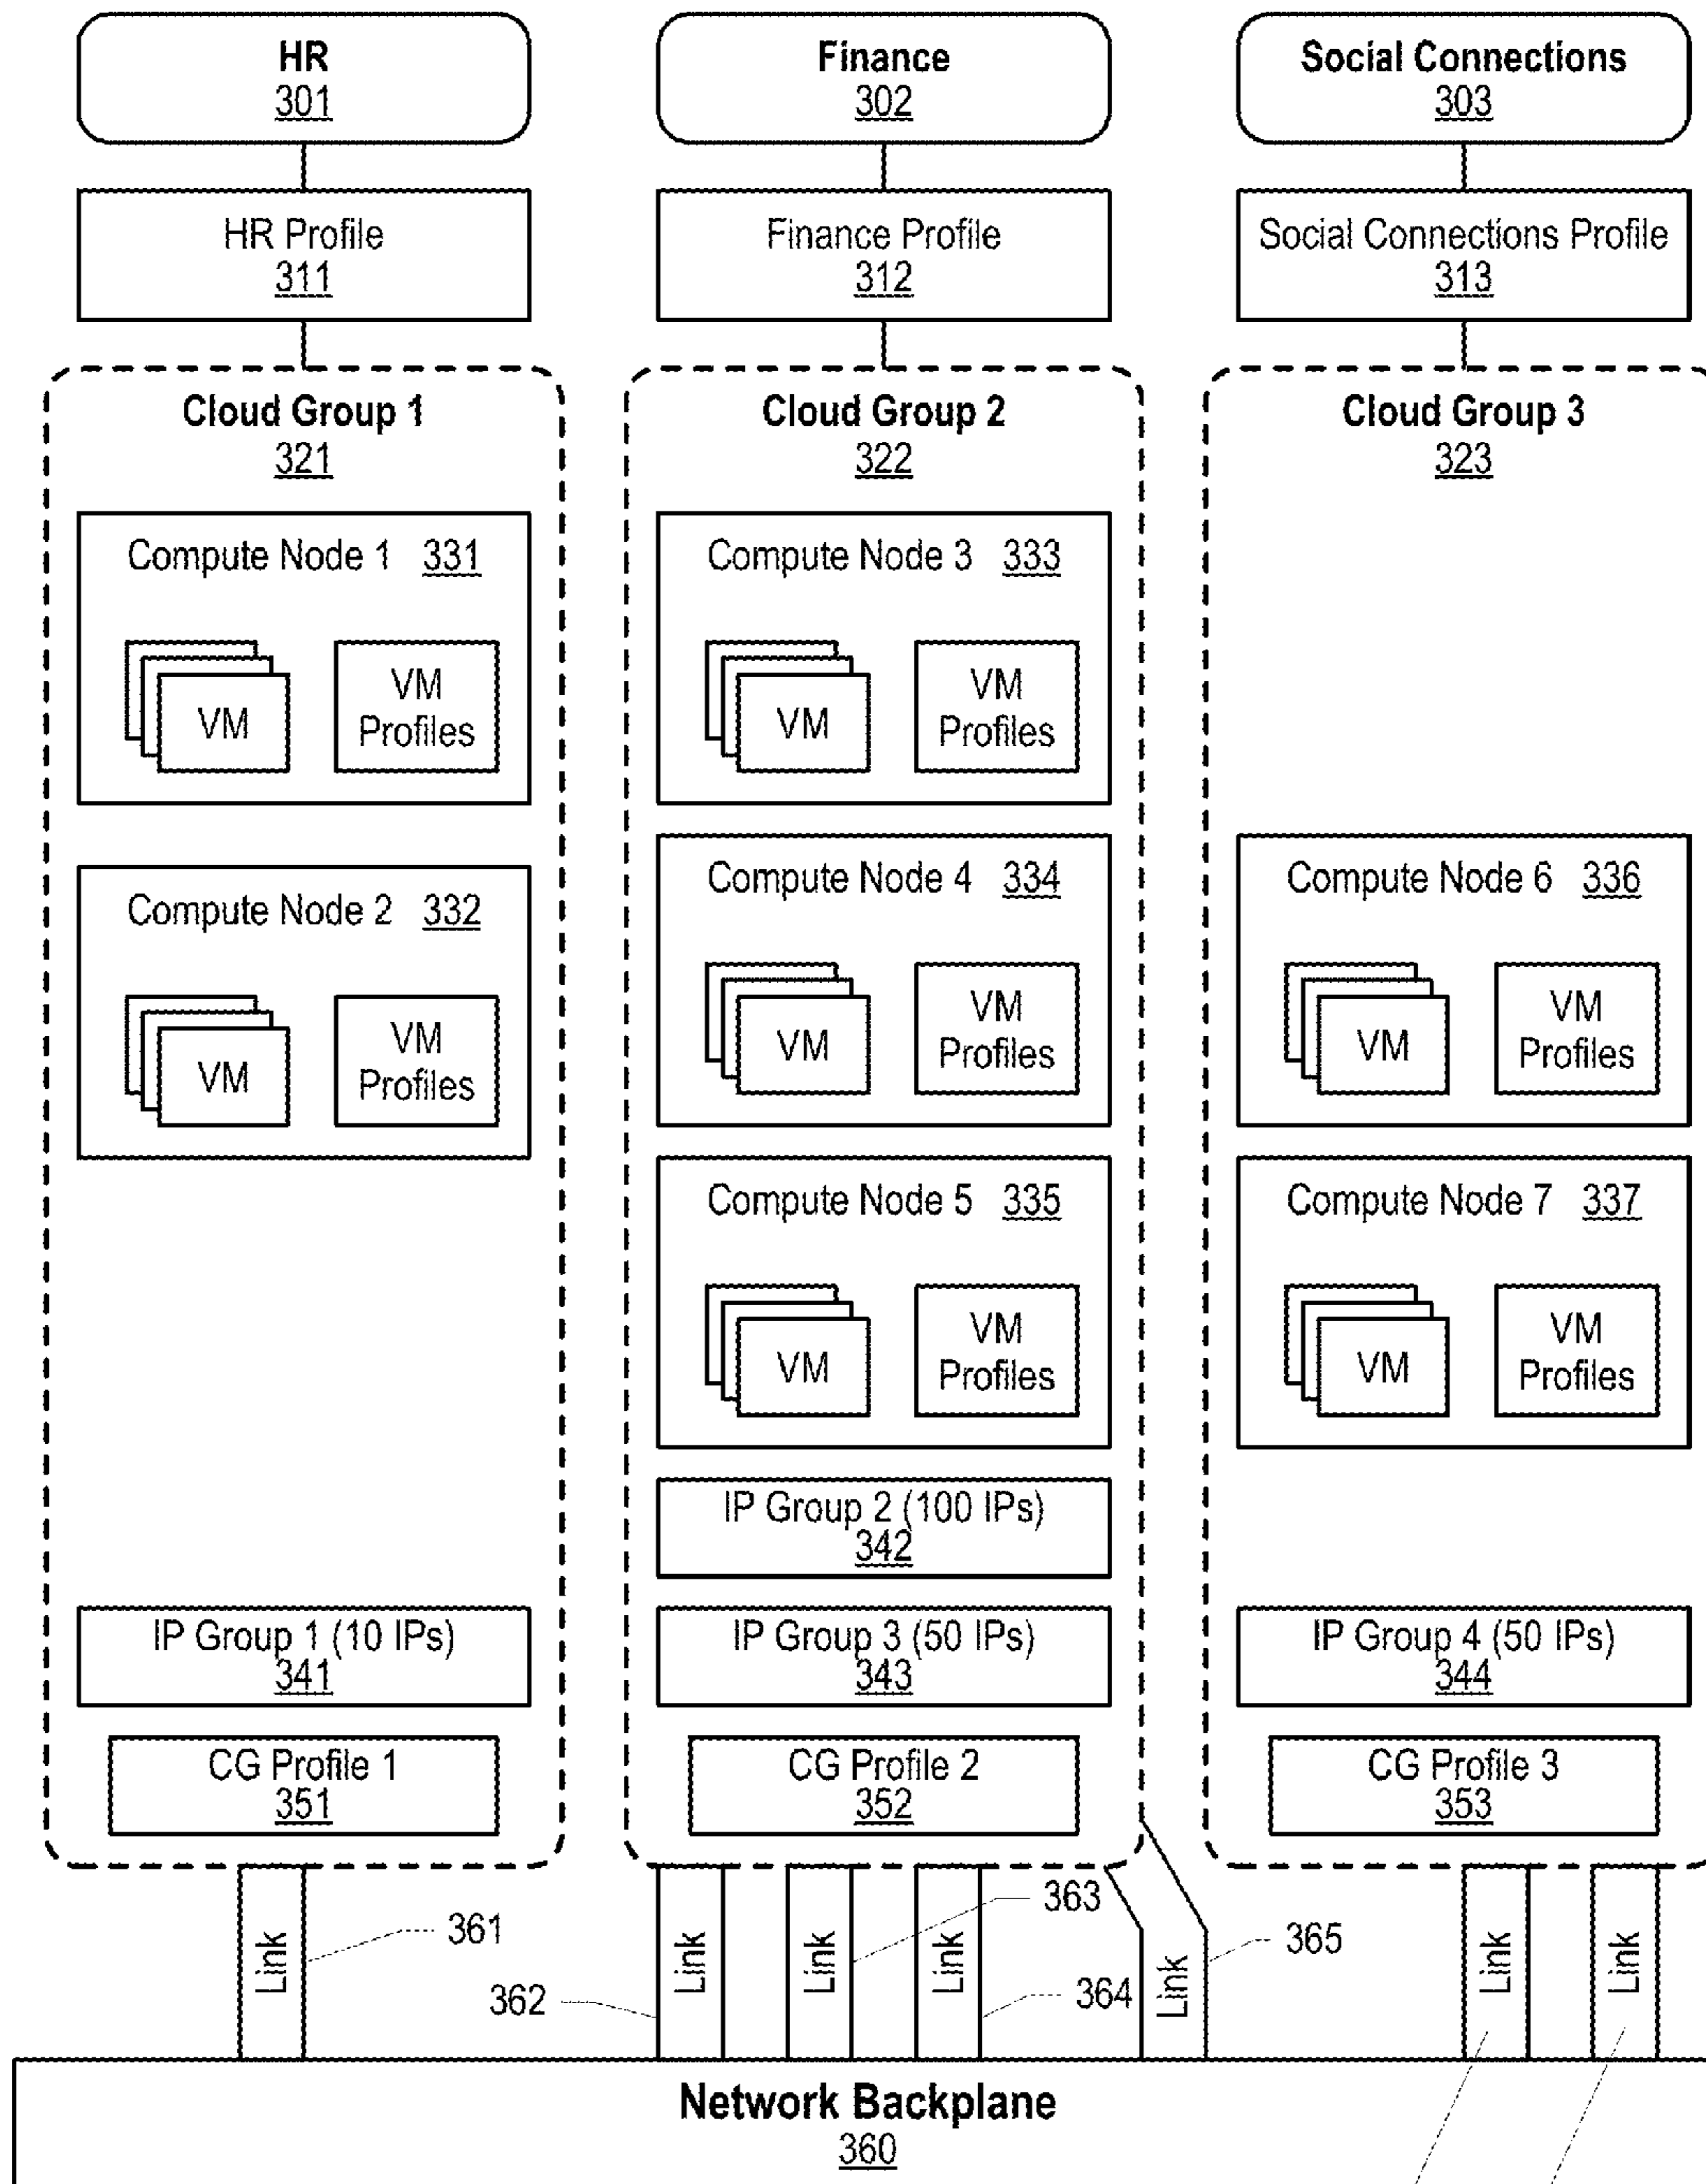 HR
301
Finance
302
Social Connections
303
HR Profile
311
Finance Profile
312
Social Connections Profile
313
Cloud Group 1
321
Compute Node 1 331
VM
VM
Profiles
Compute Node 2 332
VM
VM
Profiles
IP Group 1 (10 IPs)
341
CG Profile 1
351
Cloud Group 2
322
Compute Node 3 333
VM
VM
Profiles
Compute Node 4 334
VM
VM
Profiles
Compute Node 5 335
VM
VM
Profiles
IP Group 2 (100 IPs)
342
IP Group 3 (50 IPs)
343
CG Profile 2
352
Cloud Group 3
323
Compute Node 6 336
VM
VM
Profiles
Compute Node 7 337
VM
VM
Profiles
IP Group 4 (50 IPs)
344
CG Profile 3
353
Link
361
362
Link
Link
363
Link
364
Link
365
Link
Link
Network Backplane
360